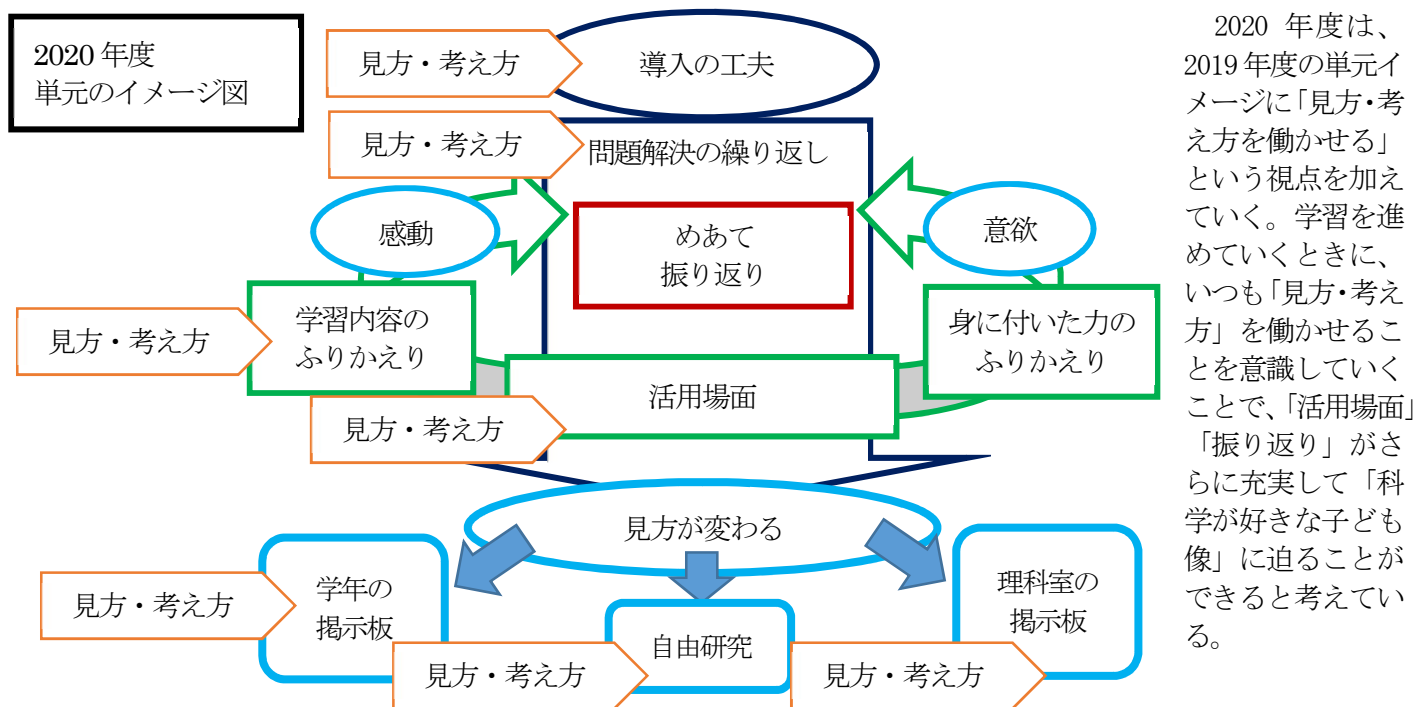 2020 年度
単元のイメージ図
見方・考え方
導入の工夫
見方・考え方
問題解決の繰り返し
感動
めあて
振り返り
意欲
見方・考え方
学習内容の
ふりかえり
身に付いた力の
ふりかえり
活用場面
見方・考え方
見方が変わる
見方・考え方
学年の
掲示板
理科室の
掲示板
自由研究
見方・考え方
見方・考え方
2020 年度は、
2019 年度の単元イ
メージに「見方・考
え方を働かせる」
という視点を加え
ていく。学習を進
めていくときに、
いつも「見方・考え
方」を働かせるこ
とを意識していく
ことで、「活用場面」
「振り返り」がさ
らに充実して「科
学が好きな子ども
像」に迫ることが
できると考えてい
る。